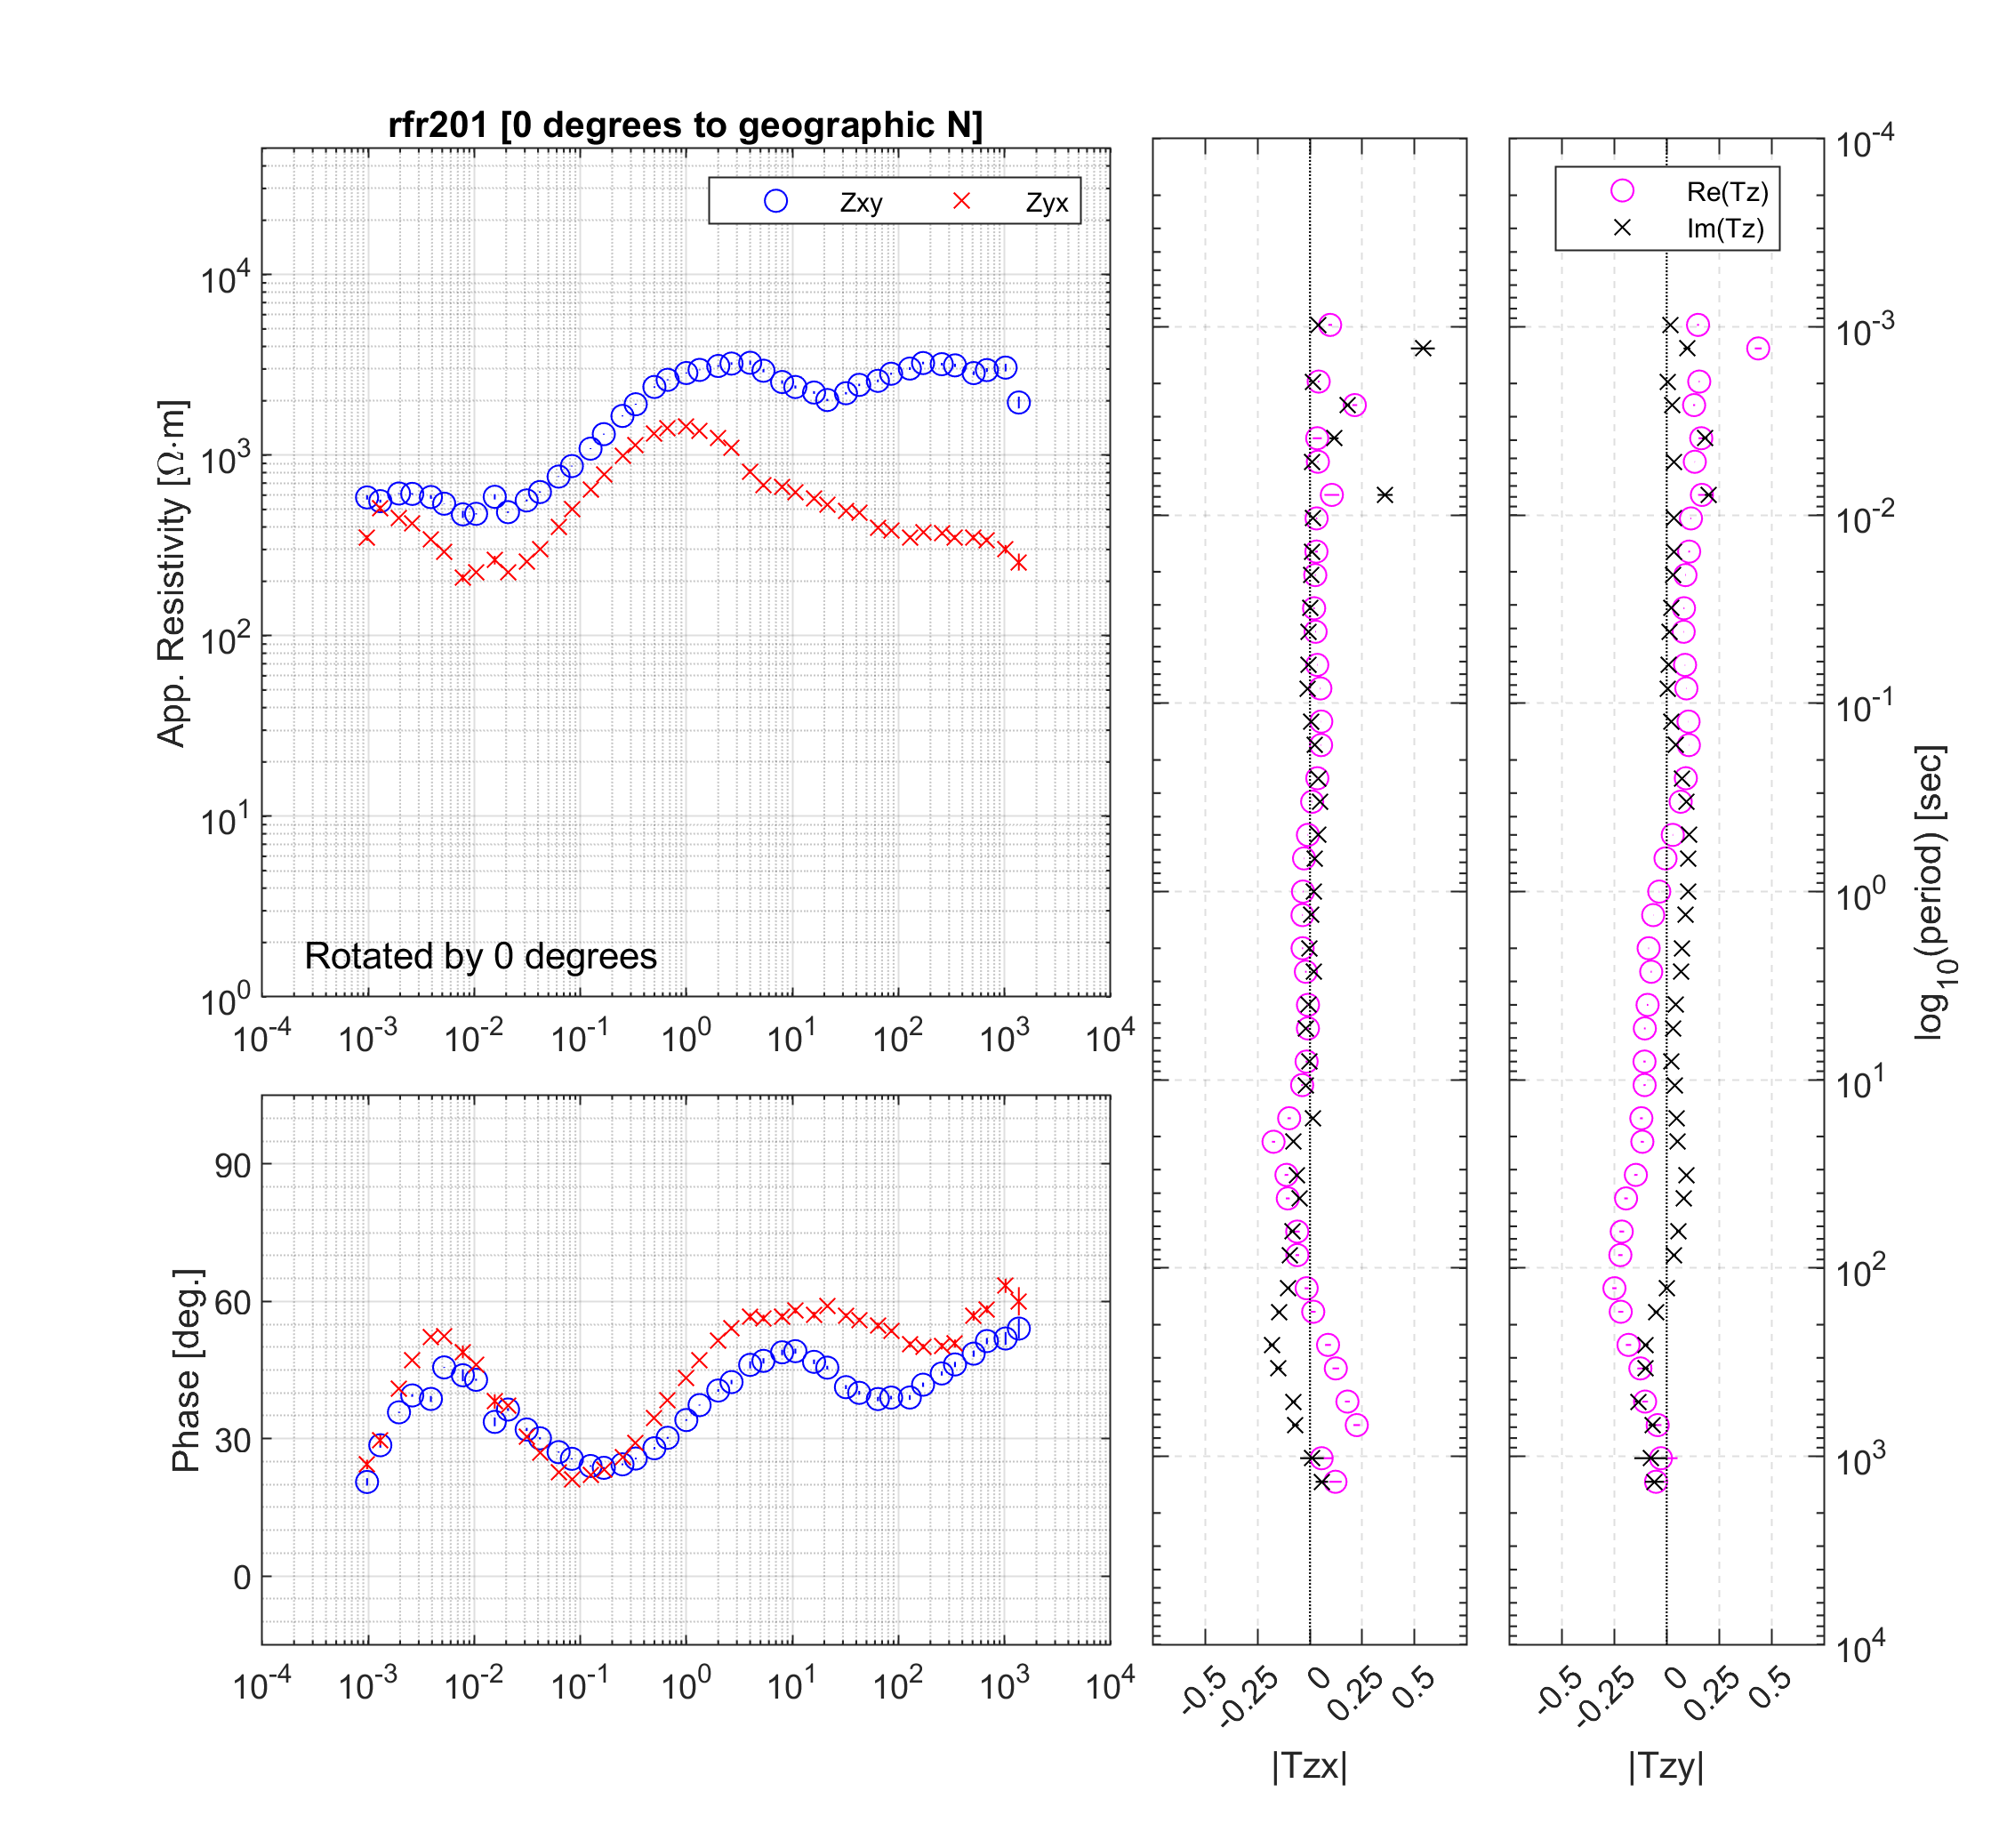 rfr201 [0 degrees to geographic N]
Zxy Zyx
App. Resistivity [Ω·m]
10^4
10^3
10^2
10^1
10^0
Rotated by 0 degrees
10^-4 10^-3 10^-2 10^-1 10^0 10^1 10^2 10^3 10^4
Phase [deg.]
90
60
30
0
10^-4 10^-3 10^-2 10^-1 10^0 10^1 10^2 10^3 10^4
-0.5 -0.25 0 0.25 0.5
|Tzx|
Re(Tz)
Im(Tz)
-0.5 -0.25 0 0.25 0.5
|Tzy|
10^-4
10^-3
10^-2
10^-1
10^0
10^1
10^2
10^3
10^4
log10(period) [sec]